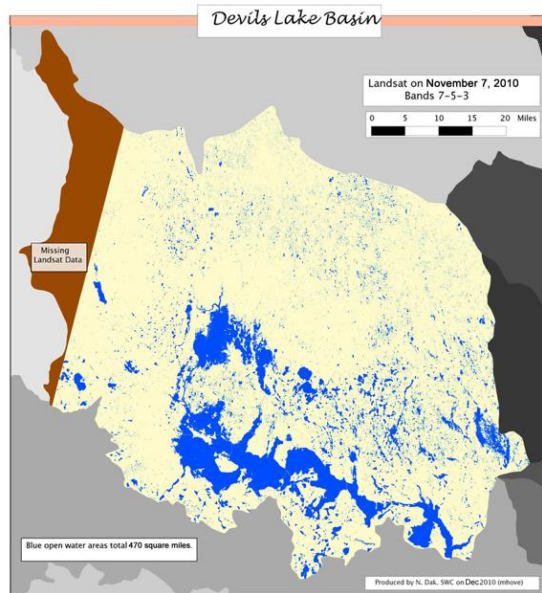 Devils Lake Basin
Landsat on November 7, 2010
Bands 7-5-3
0 5 10 15 20 Miles
Missing
Landsat Data
Blue open water areas total 470 square miles.
Produced by N. Dak. SWC on Dec 2010 (mhove)